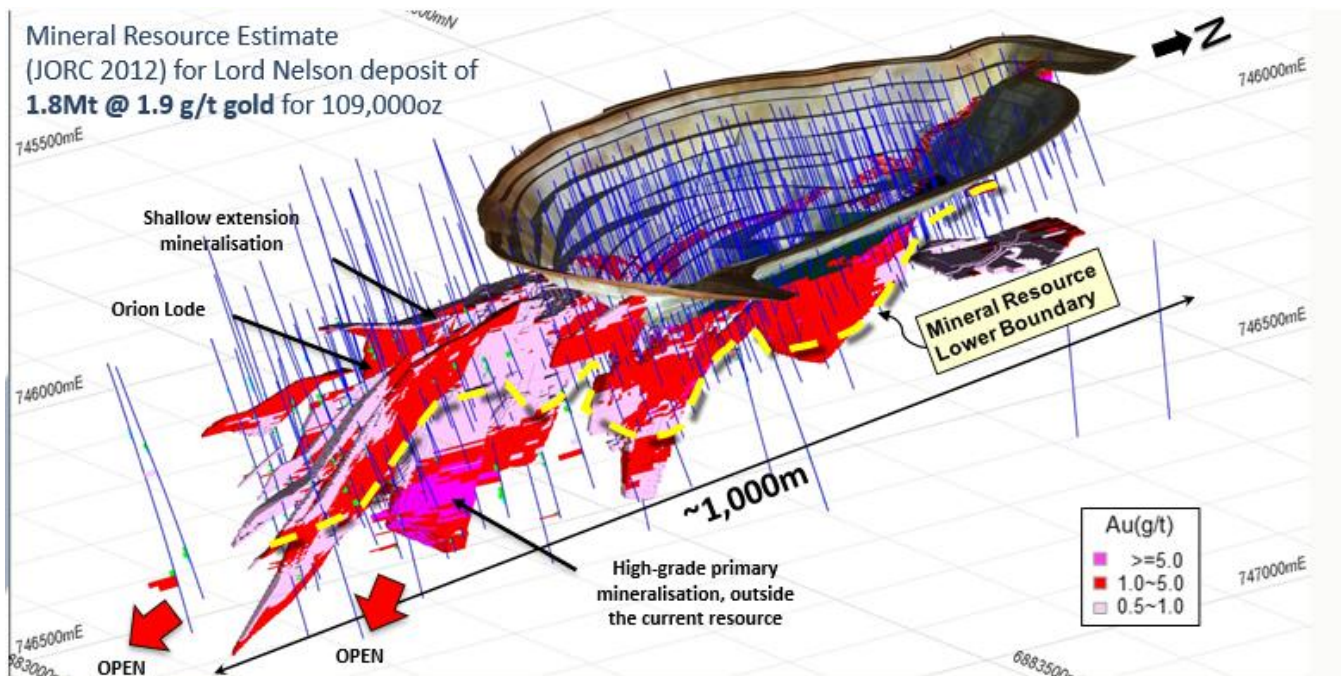 Mineral Resource Estimate
(JORC 2012) for Lord Nelson deposit of
1.8Mt @ 1.9 g/t gold for 109,000oz
000mN
N
746000mE
745500mE
Shallow extension
mineralisation
Orion Lode
Mineral Resource
Lower Boundary
746500mE
746000mE
~1,000m
High-grade primary
mineralisation, outside
the current resource
Au(g/t)
>=5.0
1.0~5.0
0.5~1.0
747000mE
746500mE
OPEN
OPEN
6883500m